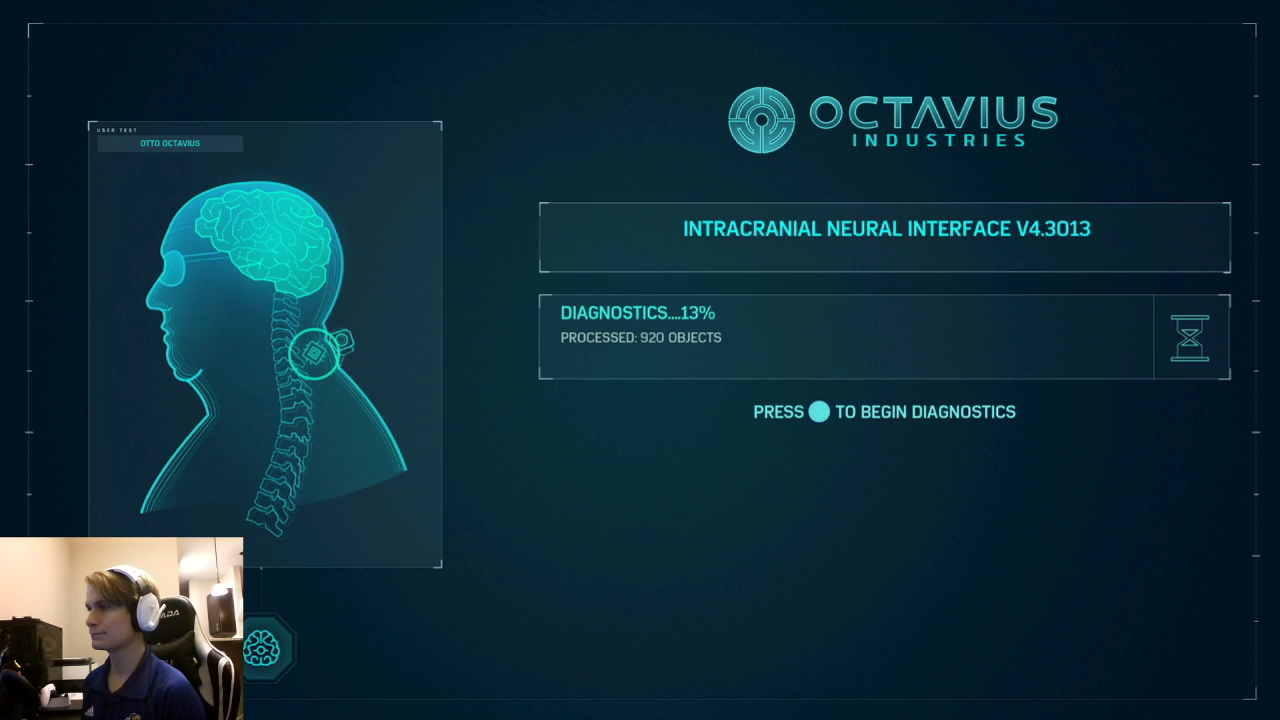 USER TEST
OTTO OCTAVIUS
OCTAVIUS
INDUSTRIES
INTRACRANIAL NEURAL INTERFACE V4.3013
DIAGNOSTICS....13%
PROCESSED: 920 OBJECTS
PRESS TO BEGIN DIAGNOSTICS